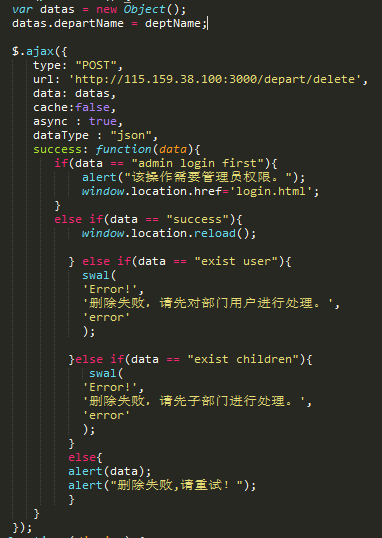 var datas = new Object();
datas.departName = deptName;
$.ajax({
type: "POST",
url: 'http://115.159.38.100:3000/depart/delete',
data: datas,
cache:false,
async : true,
dataType : "json",
success: function(data){
if(data == "admin login first"){
alert("该操作需要管理员权限。");
window.location.href='login.html';
}
else if(data == "success"){
window.location.reload();
} else if(data == "exist user"){
swal(
'Error!',
'删除失败，请先对部门用户进行处理。',
'error'
);
}else if(data == "exist children"){
swal(
'Error!',
'删除失败，请先子部门进行处理。',
'error'
);
}
else{
alert(data);
alert("删除失败,请重试！");
}
}
});